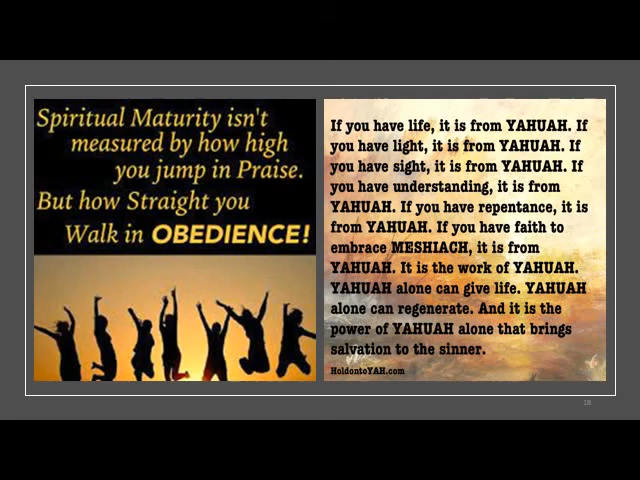 Spiritual Maturity isn't
measured by how high
you jump in Praise.
But how Straight you
Walk in OBEDIENCE!
If you have life, it is from YAHUAH. If
you have light, it is from YAHUAH. If
you have sight, it is from YAHUAH. If
you have understanding, it is from
YAHUAH. If you have repentance, it is
from YAHUAH. If you have faith to
embrace MESHIACH, it is from
YAHUAH. It is the work of YAHUAH.
YAHUAH alone can give life. YAHUAH
alone can regenerate. And it is the
power of YAHUAH alone that brings
salvation to the sinner.
HoldontoYAH.com